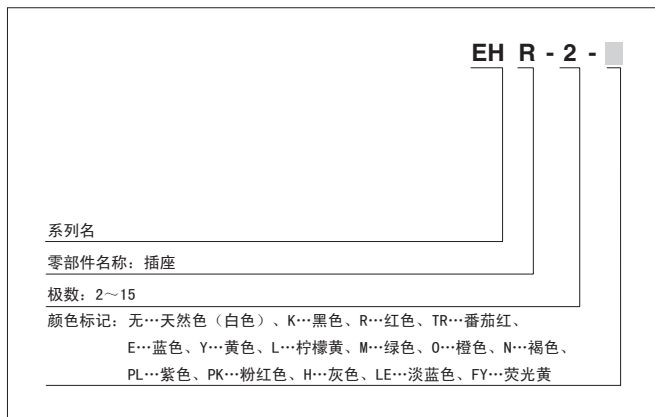 EH R - 2 -
系列名
零部件名称：插座
极数：2～15
颜色标记：无…天然色（白色）、K…黑色、R…红色、TR…番茄红、
E…蓝色、Y…黄色、L…柠檬黄、M…绿色、O…橙色、N…褐色、
PL…紫色、PK…粉红色、H…灰色、LE…淡蓝色、FY…荧光黄